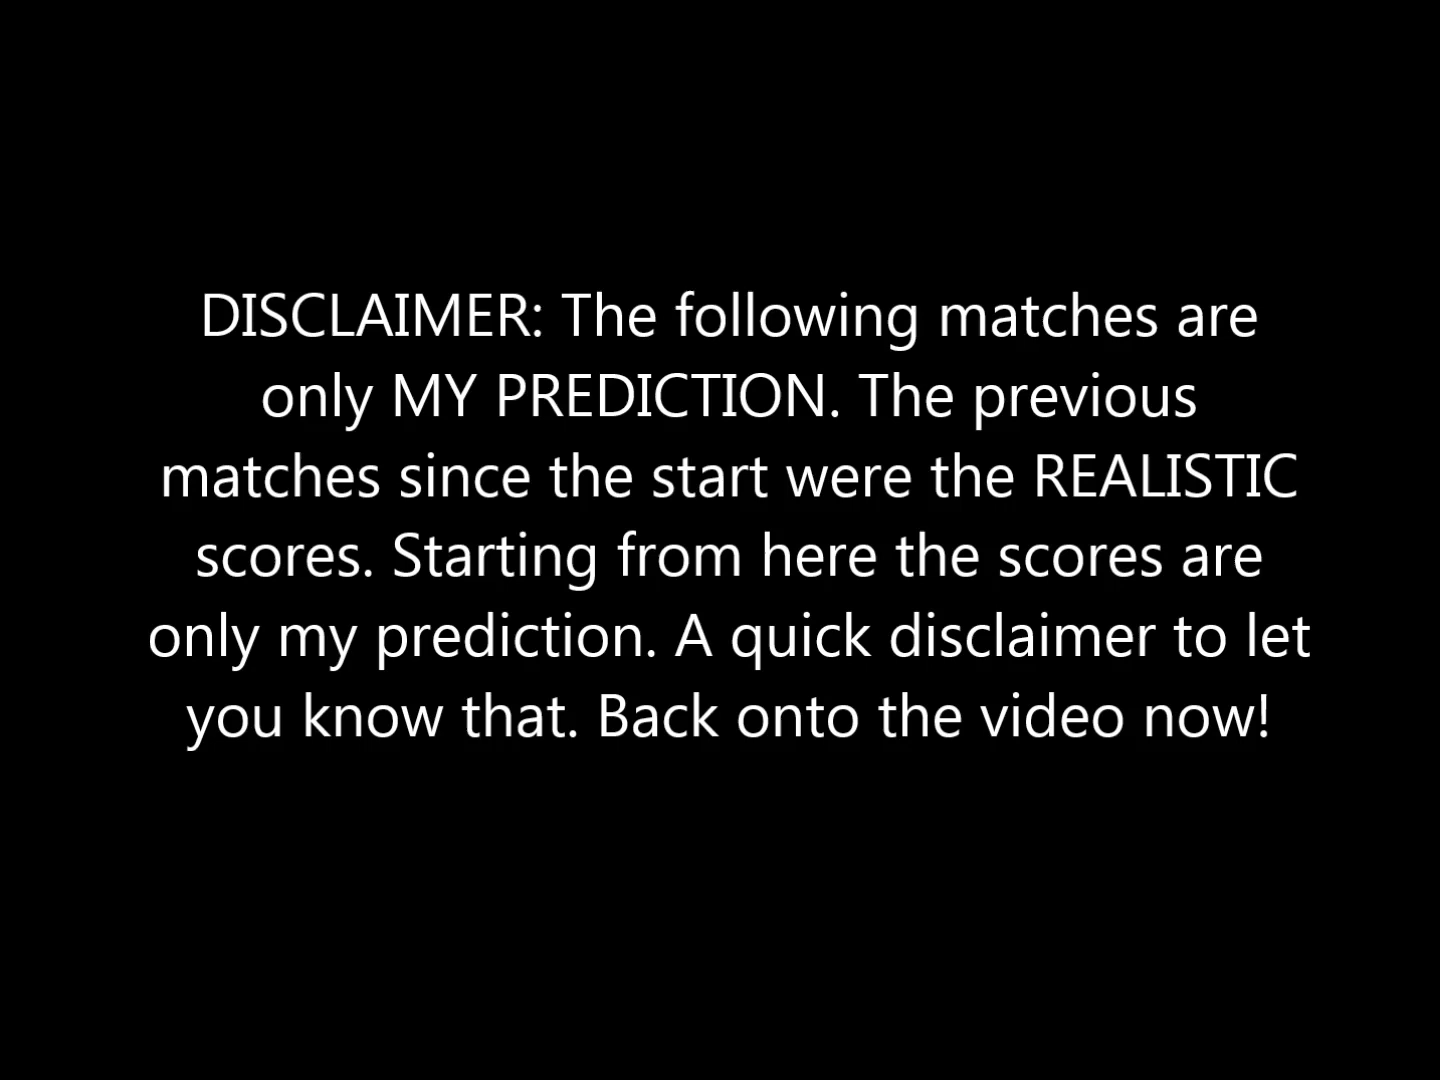 DISCLAIMER: The following matches are
only MY PREDICTION. The previous
matches since the start were the REALISTIC
scores. Starting from here the scores are
only my prediction. A quick disclaimer to let
you know that. Back onto the video now!